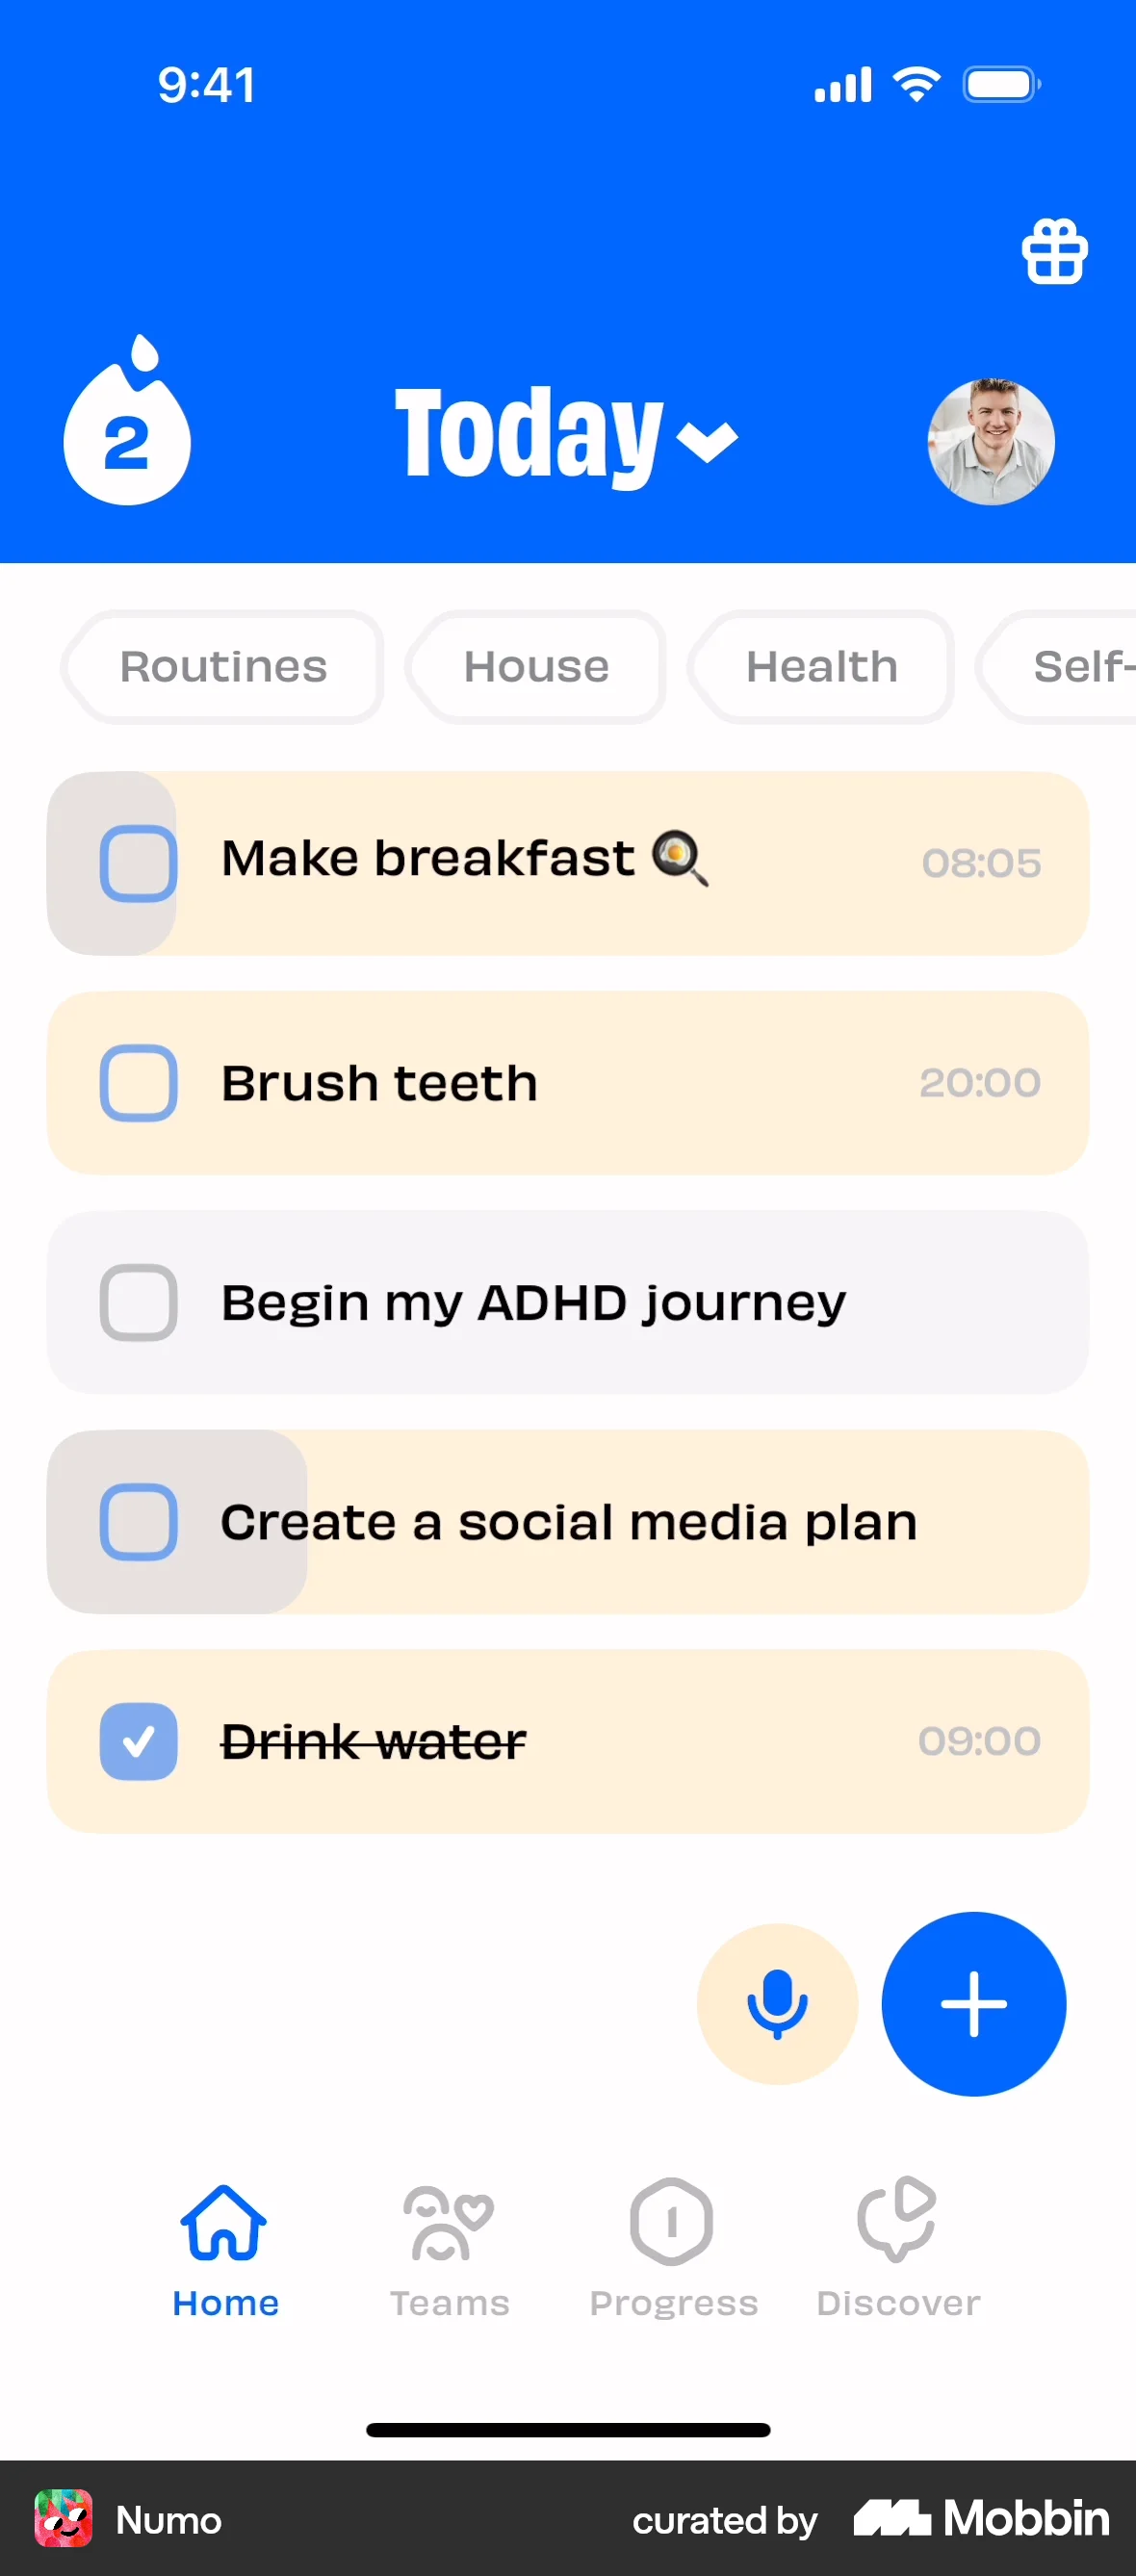 9:41
2
Today
Routines
House
Health
Self-
Make breakfast 🍳
08:05
Brush teeth
20:00
Begin my ADHD journey
Create a social media plan
Drink water
09:00
1
Home
Teams
Progress
Discover
Numo
curated by
Mobbin